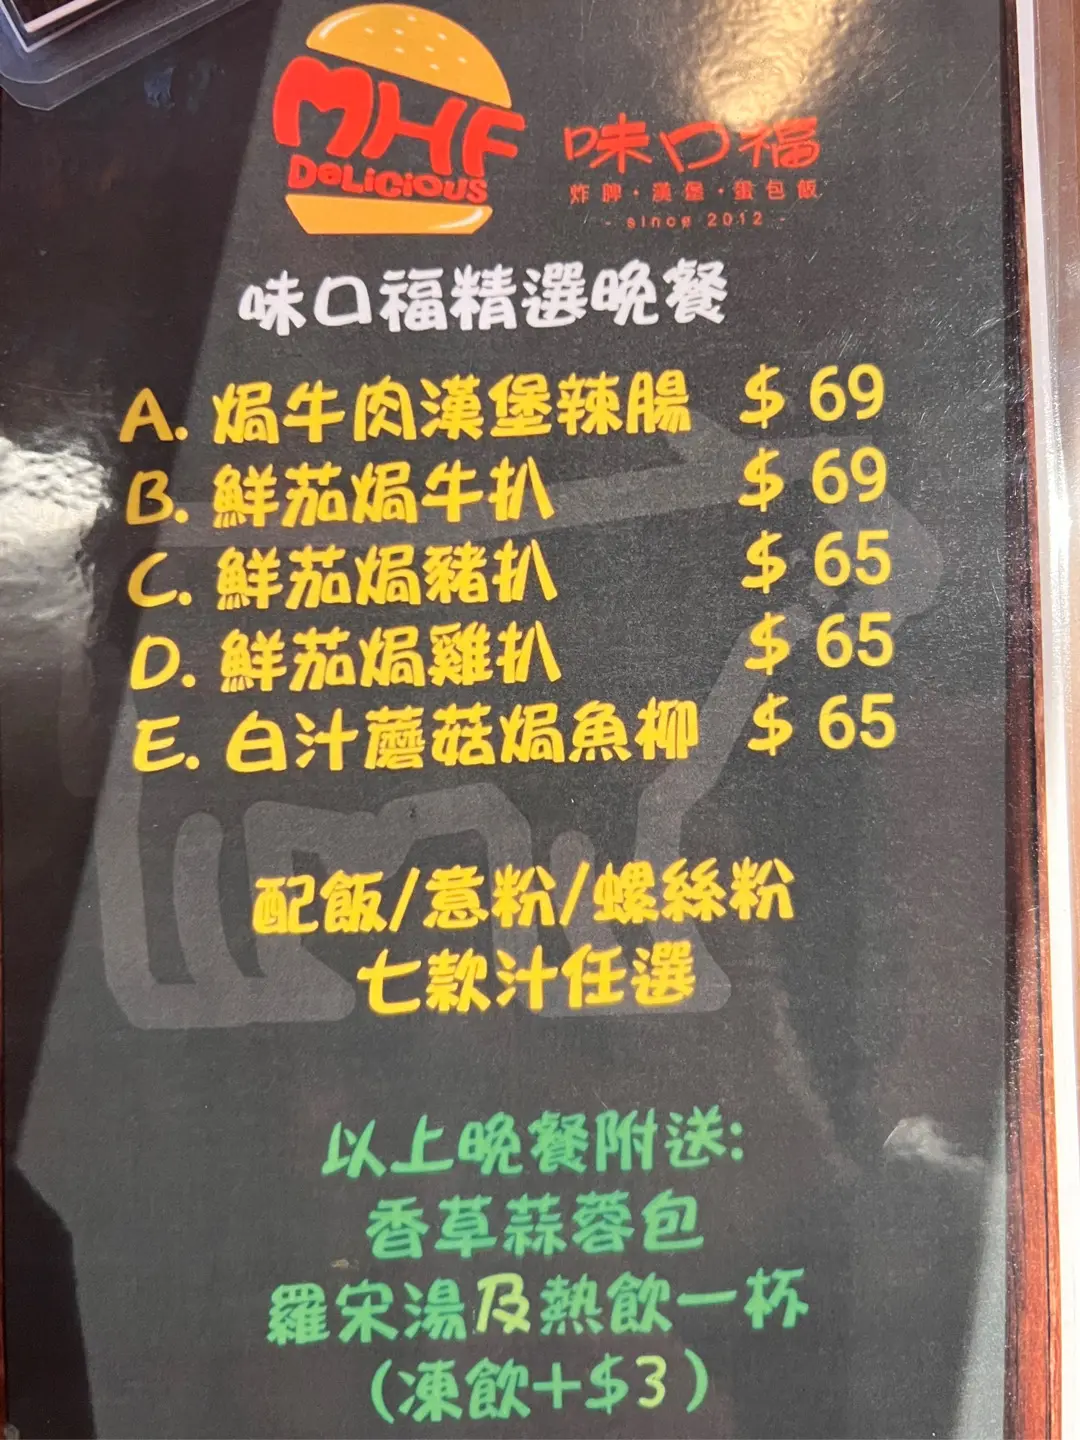 MHF
DeLiCiOUS
味口福
炸脾·漢堡·蛋包飯
- since 2012 -
味口福精選晚餐
A. 焗牛肉漢堡辣腸 $ 69
B. 鮮茄焗牛扒 $ 69
C. 鮮茄焗豬扒 $ 65
D. 鮮茄焗雞扒 $ 65
E. 白汁蘑菇焗魚柳 $ 65
配飯/意粉/螺絲粉
七款汁任選
以上晚餐附送:
香草蒜蓉包
羅宋湯及熱飲一杯
(凍飲+$3)